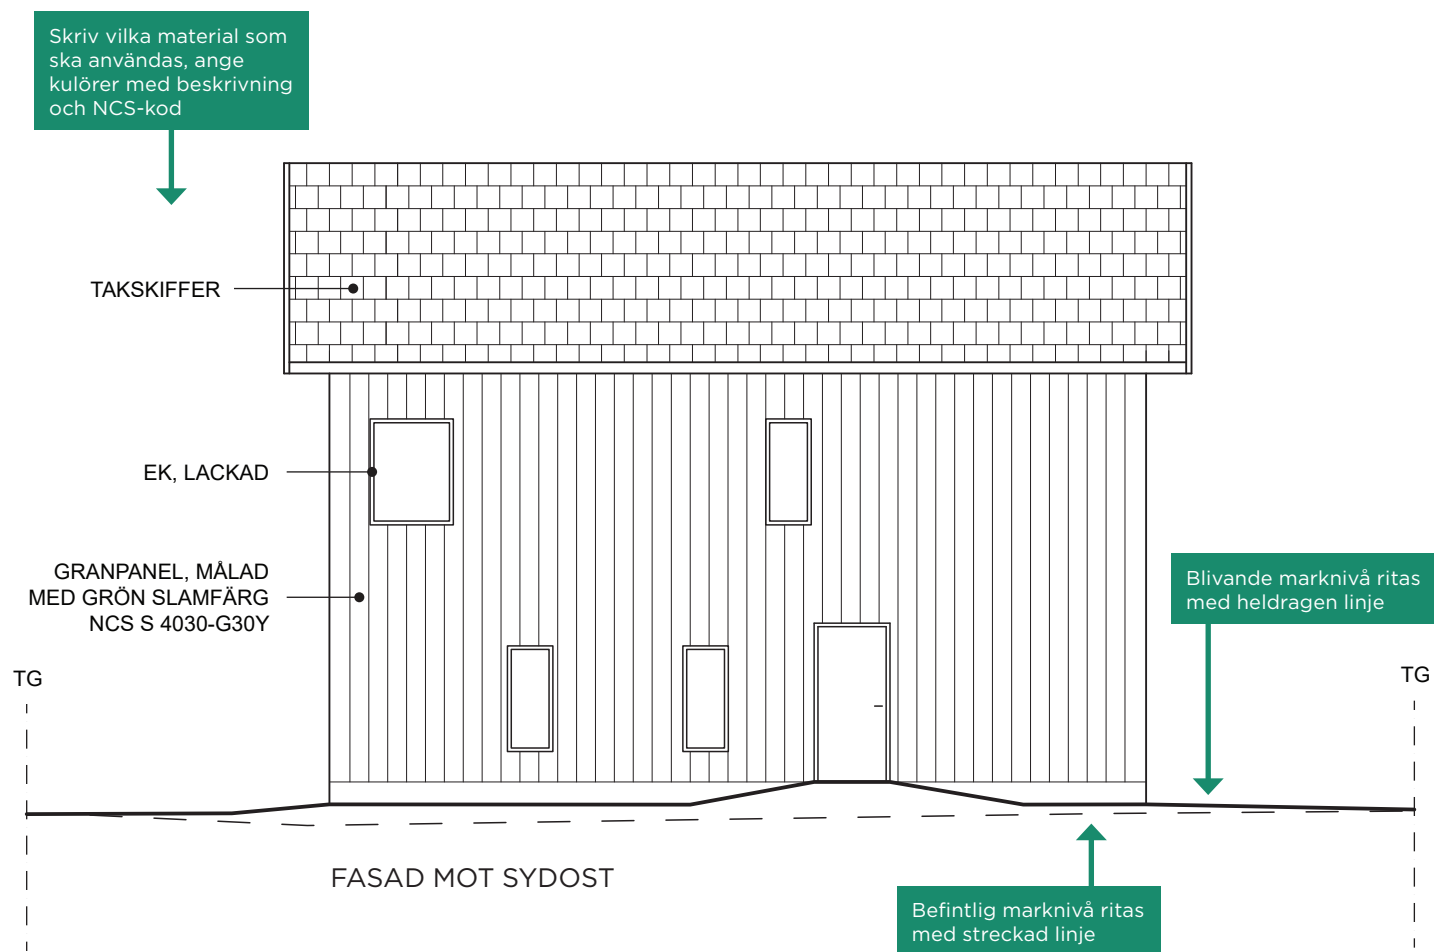 Skriv vilka material som
ska användas, ange
kulörer med beskrivning
och NCS-kod
TAKSKIFFER
EK, LACKAD
GRANPANEL, MÅLAD
MED GRÖN SLAMFÄRG
NCS S 4030-G30Y
Blivande marknivå ritas
med heldragen linje
TG
TG
FASAD MOT SYDOST
Befintlig marknivå ritas
med streckad linje